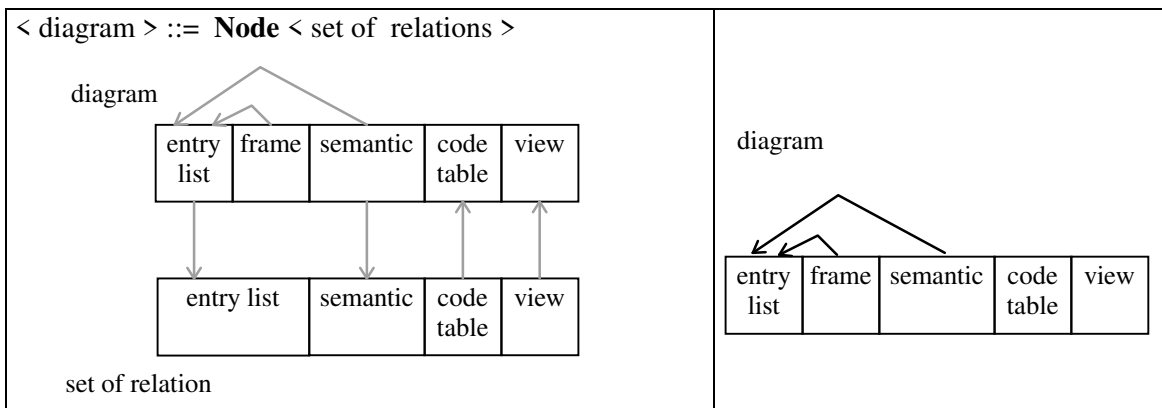 < diagram > ::= Node < set of relations >
diagram
entry list frame semantic code table view
entry list semantic code table view
set of relation
diagram
entry list frame semantic code table view